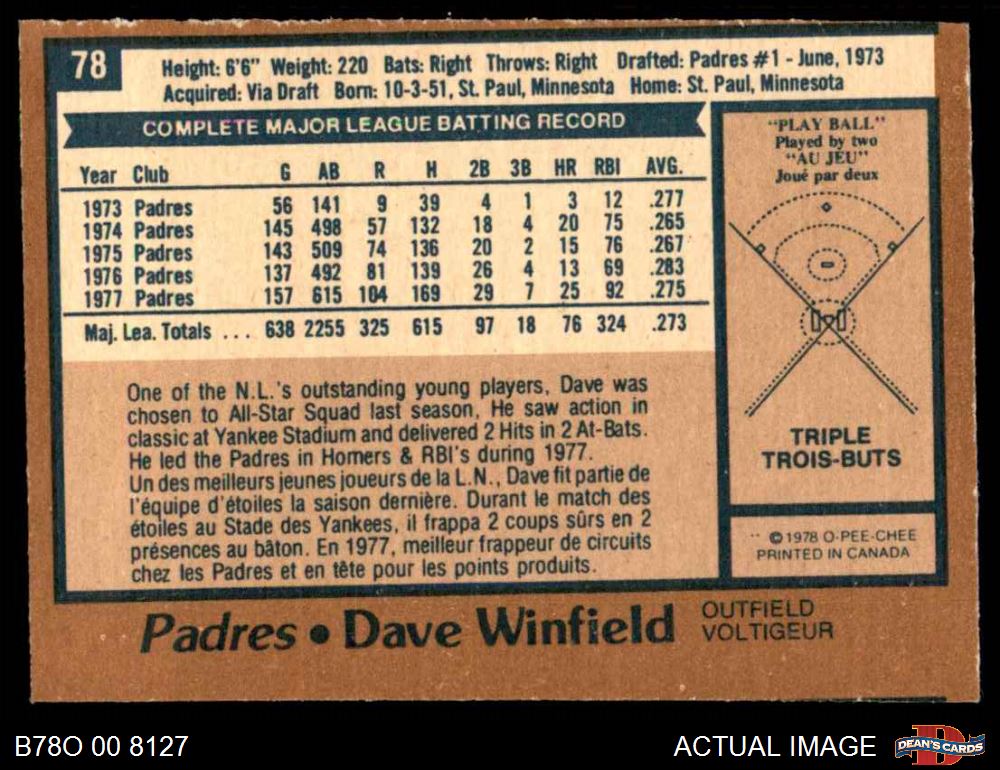 78
Height: 6'6" Weight: 220 Bats: Right Throws: Right Drafted: Padres #1 - June, 1973
Acquired: Via Draft Born: 10-3-51, St. Paul, Minnesota Home: St. Paul, Minnesota
COMPLETE MAJOR LEAGUE BATTING RECORD
Year Club G AB R H 2B 3B HR RBI AVG.
1973 Padres 56 141 9 39 4 1 3 12 .277
1974 Padres 145 498 57 132 18 4 20 75 .265
1975 Padres 143 509 74 136 20 2 15 76 .267
1976 Padres 137 492 81 139 26 4 13 69 .283
1977 Padres 157 615 104 169 29 7 25 92 .275
Maj. Lea. Totals ... 638 2255 325 615 97 18 76 324 .273
One of the N.L.'s outstanding young players, Dave was
chosen to All-Star Squad last season, He saw action in
classic at Yankee Stadium and delivered 2 Hits in 2 At-Bats.
He led the Padres in Homers & RBI's during 1977.
Un des meilleurs jeunes joueurs de la L.N., Dave fit partie de
l'équipe d'étoiles la saison dernière. Durant le match des
étoiles au Stade des Yankees, il frappa 2 coups sûrs en 2
présences au bâton. En 1977, meilleur frappeur de circuits
chez les Padres et en tête pour les points produits.
"PLAY BALL"
Played by two
"AU JEU"
Joué par deux
TRIPLE
TROIS-BUTS
©1978 O-PEE-CHEE
PRINTED IN CANADA
Padres • Dave Winfield
OUTFIELD
VOLTIGEUR
B78O 00 8127
ACTUAL IMAGE
DEAN'S CARDS